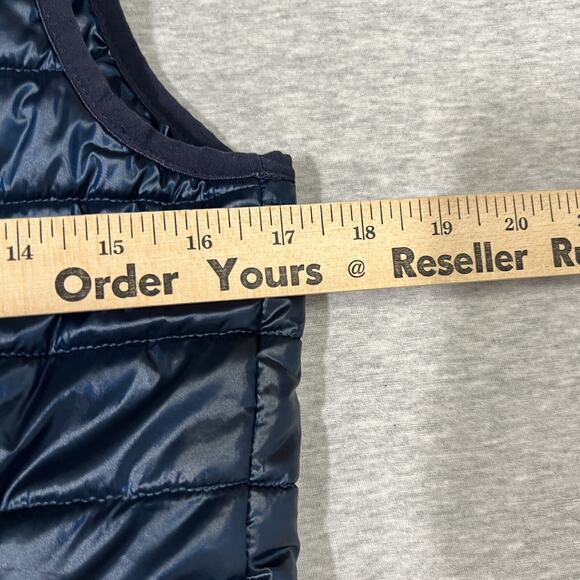 14 15 16 17 18 19 20
Order Yours @ Reseller Ru